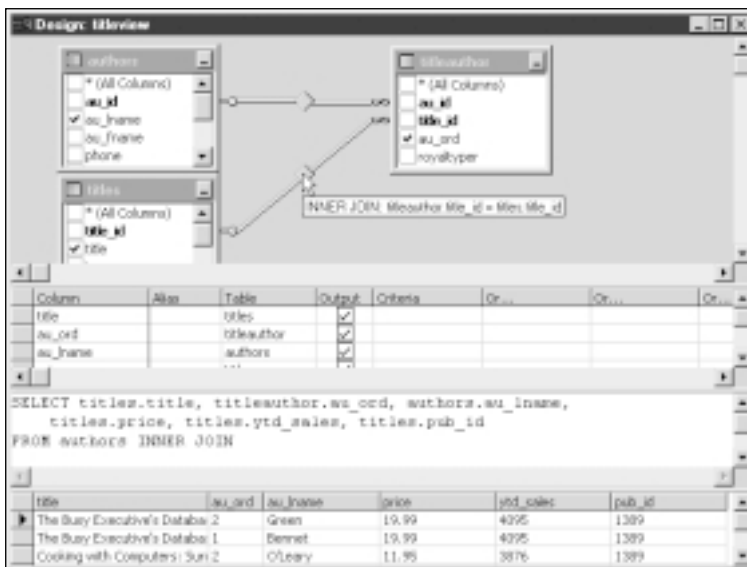 Design: titleview
authors
* (All Columns)
au_id
au_lname
au_fname
phone
titleauthor
* (All Columns)
au_id
title_id
au_ord
royaltyper
titles
* (All Columns)
title_id
title
INNER JOIN: titleauthor.title_id = titles.title_id
Column Alias Table Output Criteria Or... Or... Or...
title titles
au_ord titleauthor
au_lname authors
SELECT titles.title, titleauthor.au_ord, authors.au_lname,
titles.price, titles.ytd_sales, titles.pub_id
FROM authors INNER JOIN
title au_ord au_lname price ytd_sales pub_id
The Busy Executive's Databa 2 Green 19.99 4095 1389
The Busy Executive's Databa 1 Bennet 19.99 4095 1389
Cooking with Computers: Sur 2 O'Leary 11.95 3876 1389